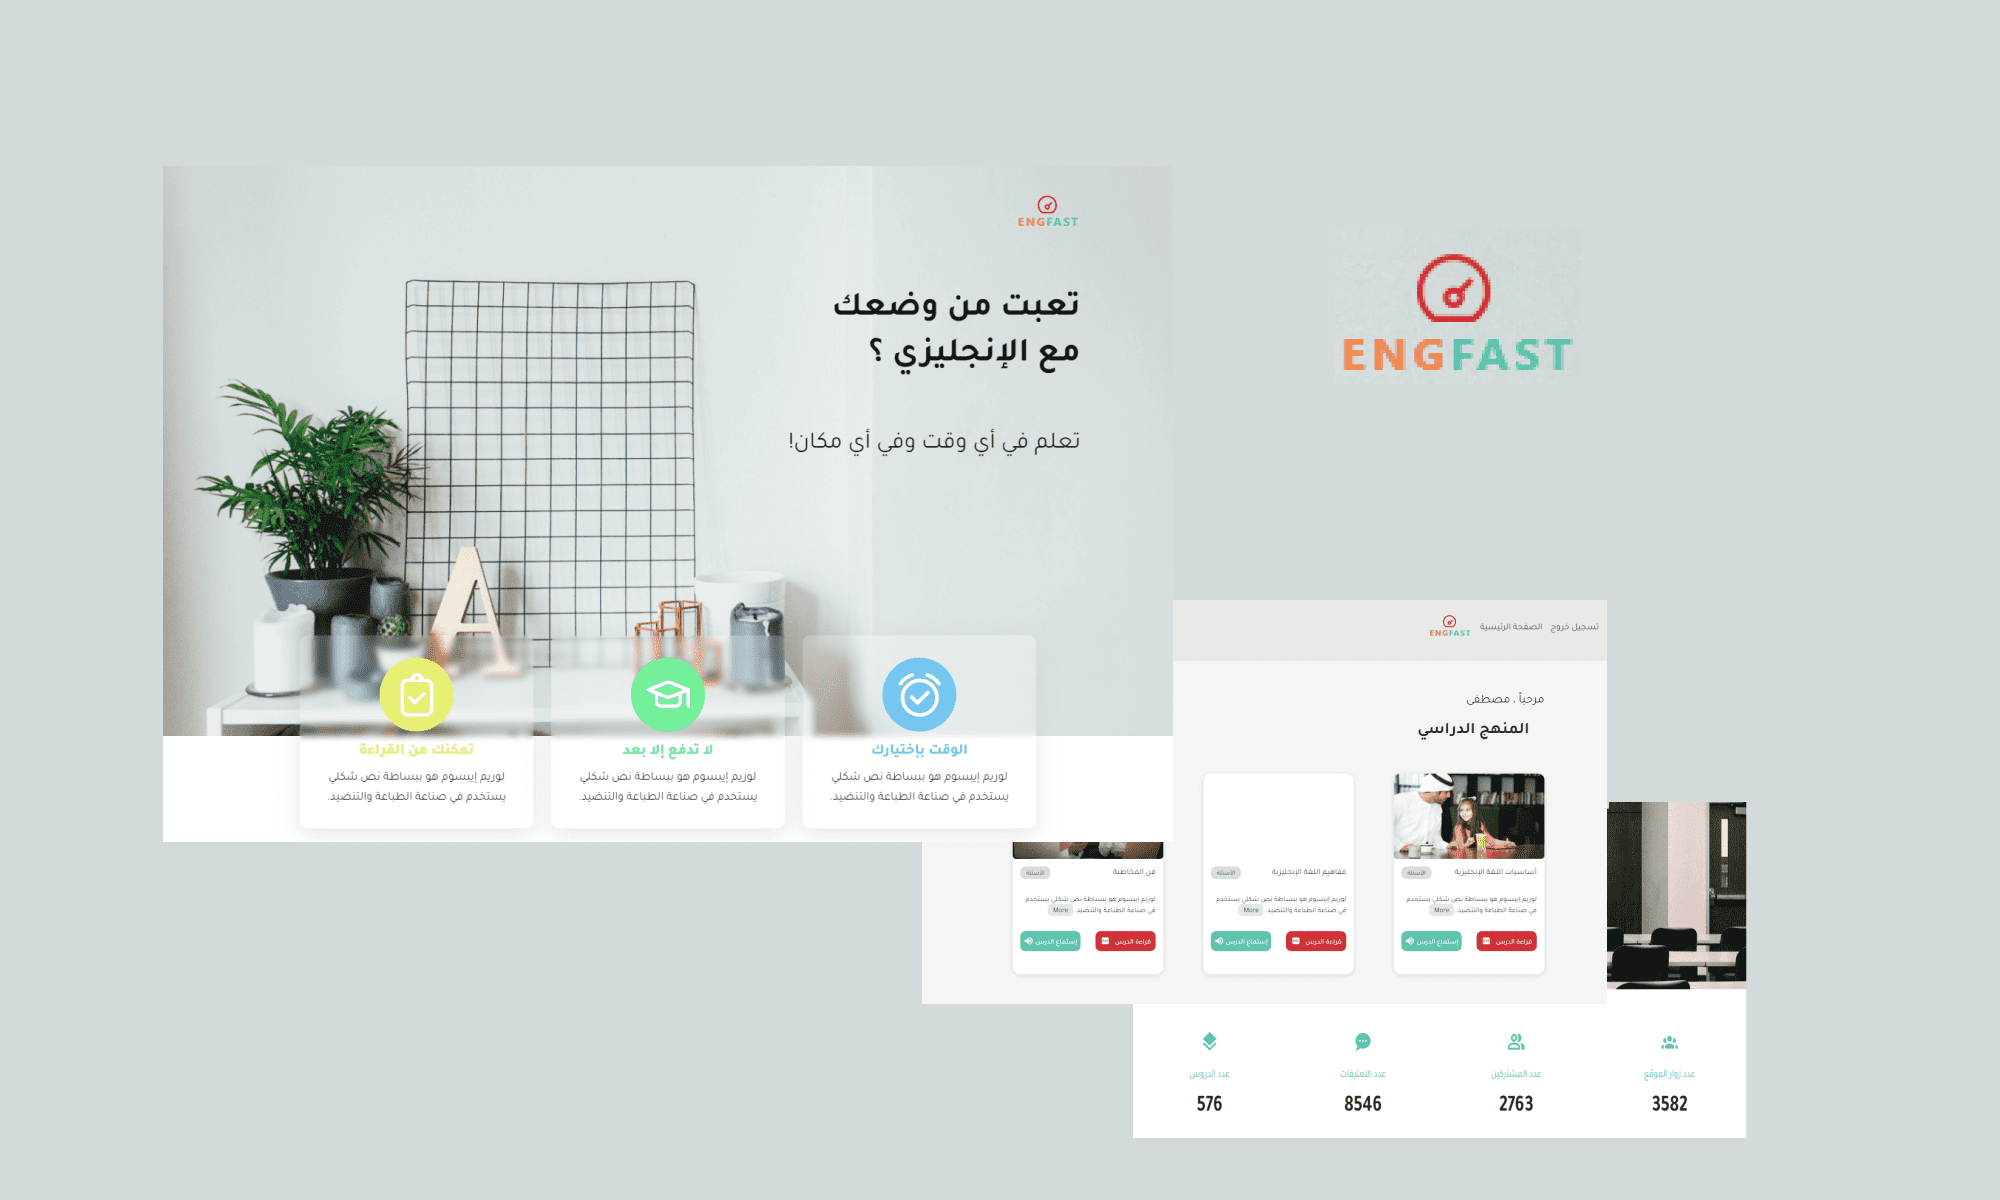 ENGFAST
تعبت من وضعك
مع الإنجليزي ؟
تعلم في أي وقت وفي أي مكان!
الوقت بإختيارك
لوريم إيبسوم هو ببساطة نص شكلي
يستخدم في صناعة الطباعة والتنضيد.
لا تدفع إلا بعد
لوريم إيبسوم هو ببساطة نص شكلي
يستخدم في صناعة الطباعة والتنضيد.
تمكنك من القراءة
لوريم إيبسوم هو ببساطة نص شكلي
يستخدم في صناعة الطباعة والتنضيد.
ENGFAST
تسجيل خروج
الصفحة الرئيسية
ENGFAST
مرحباً ، مصطفى
المنهج الدراسي
أساسيات اللغة الإنجليزية
الأسئلة
لوريم إيبسوم هو ببساطة نص شكلي يستخدم
في صناعة الطباعة والتنضيد. More
قراءة الدرس
إستماع الدرس
مفاهيم اللغة الإنجليزية
الأسئلة
لوريم إيبسوم هو ببساطة نص شكلي يستخدم
في صناعة الطباعة والتنضيد. More
قراءة الدرس
إستماع الدرس
فن المخاطبة
الأسئلة
لوريم إيبسوم هو ببساطة نص شكلي يستخدم
في صناعة الطباعة والتنضيد. More
قراءة الدرس
إستماع الدرس
عدد زوار الموقع
3582
عدد المشتركين
2763
عدد التعليقات
8546
عدد الدروس
576